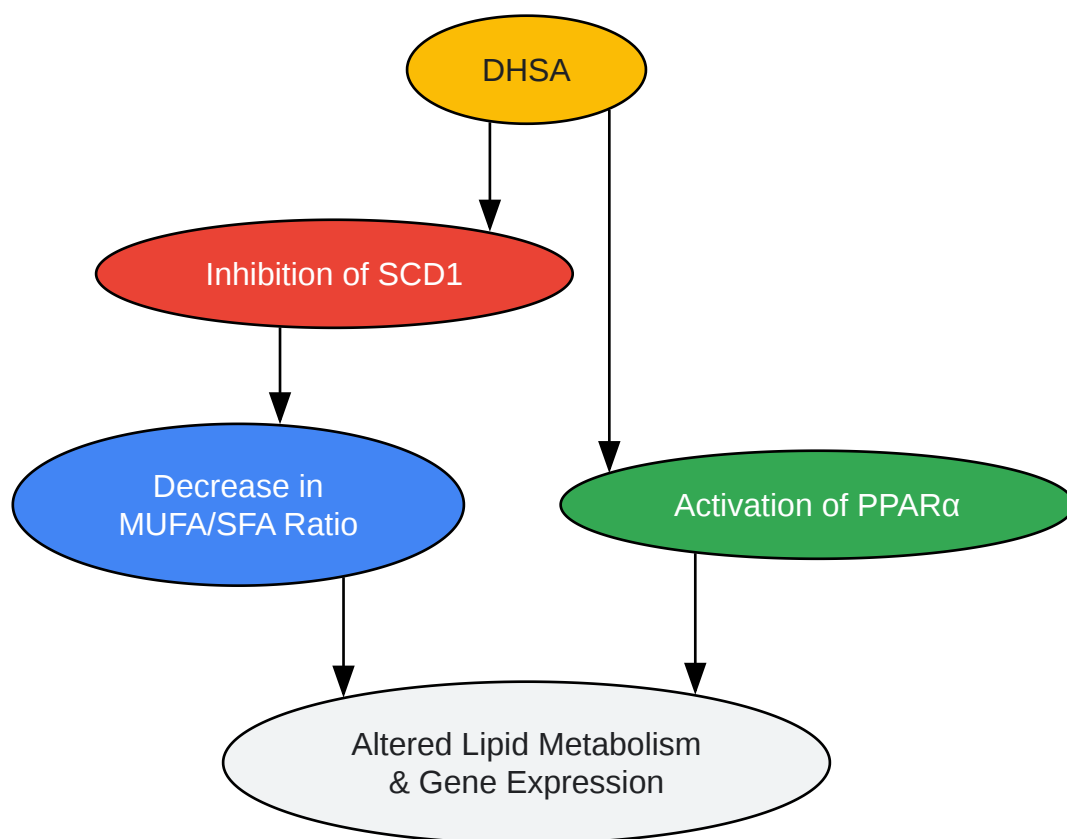 DHSA
Inhibition of SCD1
Decrease in
MUFA/SFA Ratio
Activation of PPARα
Altered Lipid Metabolism
& Gene Expression